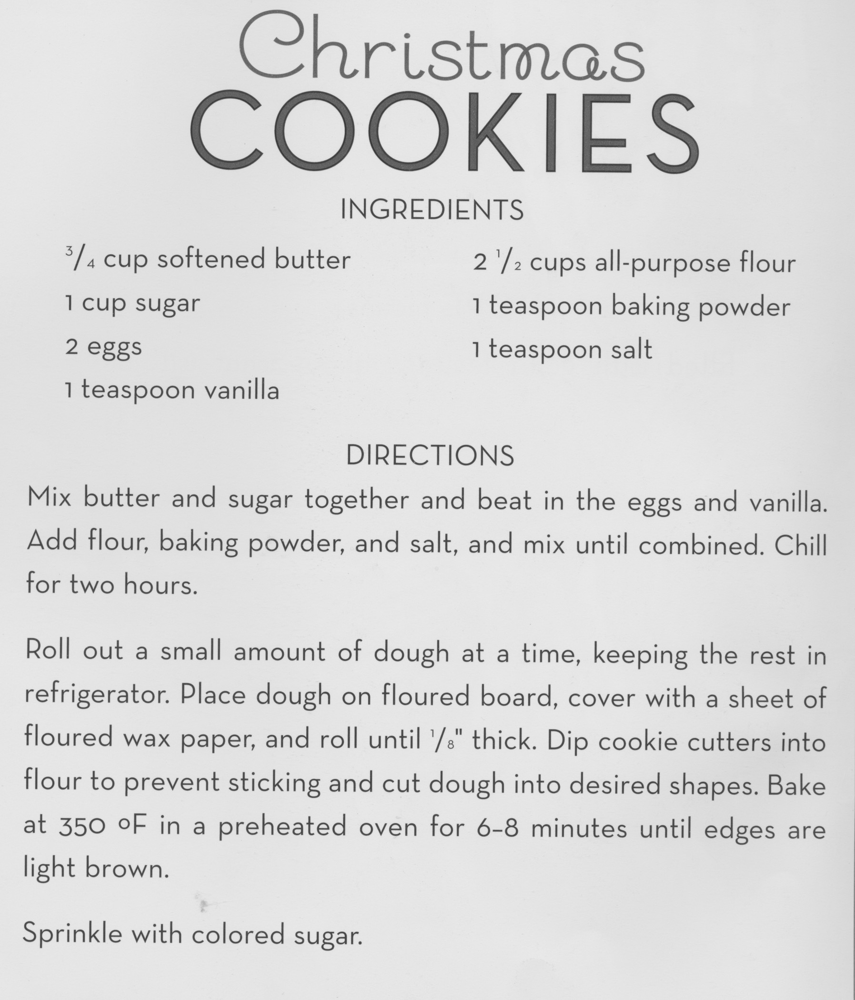 Christmas
COOKIES
INGREDIENTS
3/4 cup softened butter
1 cup sugar
2 eggs
1 teaspoon vanilla
2 1/2 cups all-purpose flour
1 teaspoon baking powder
1 teaspoon salt
DIRECTIONS
Mix butter and sugar together and beat in the eggs and vanilla.
Add flour, baking powder, and salt, and mix until combined. Chill
for two hours.
Roll out a small amount of dough at a time, keeping the rest in
refrigerator. Place dough on floured board, cover with a sheet of
floured wax paper, and roll until 1/8" thick. Dip cookie cutters into
flour to prevent sticking and cut dough into desired shapes. Bake
at 350 °F in a preheated oven for 6–8 minutes until edges are
light brown.
Sprinkle with colored sugar.